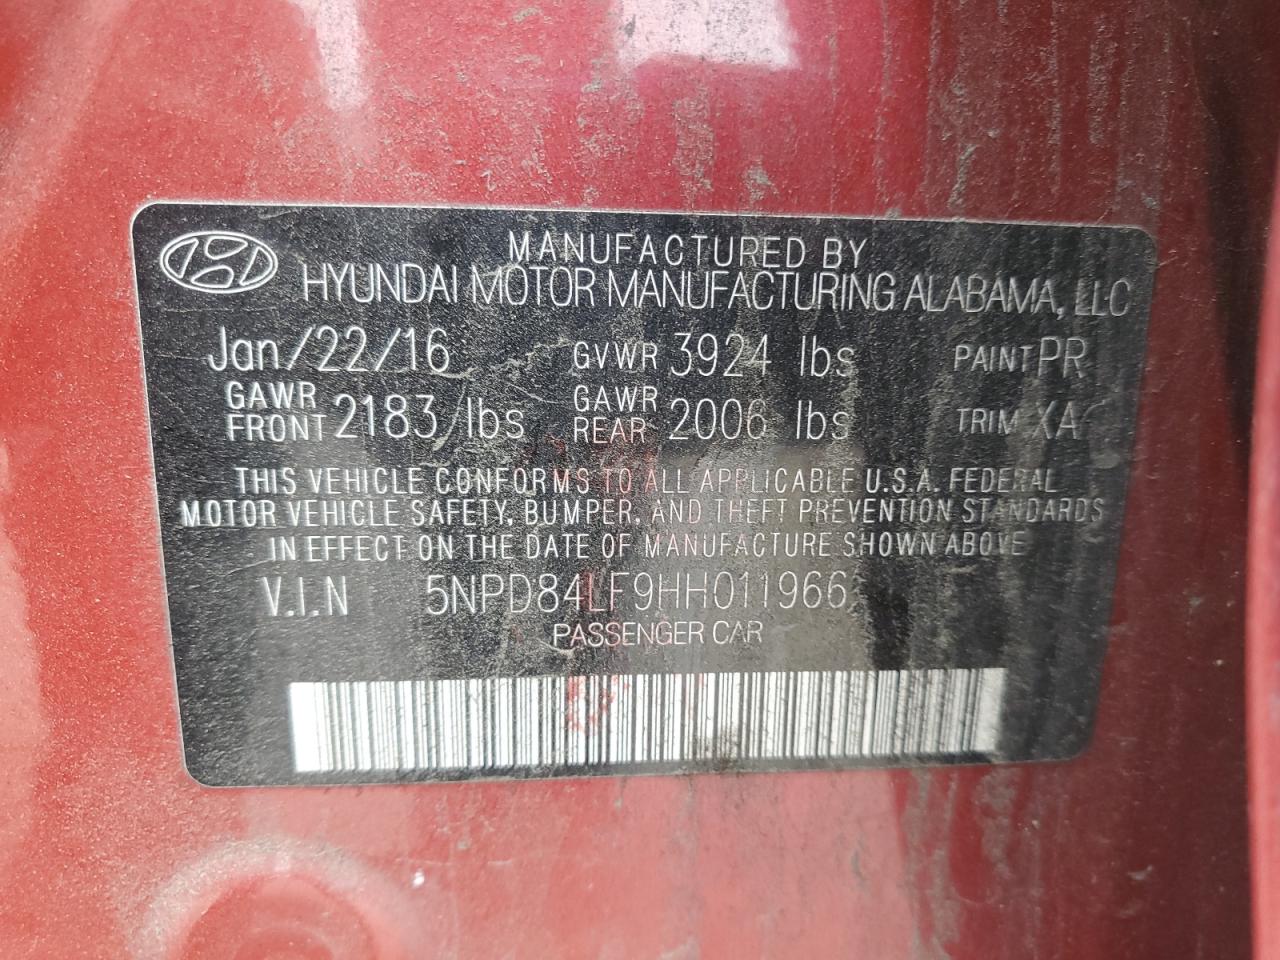 MANUFACTURED BY
HYUNDAI MOTOR MANUFACTURING ALABAMA, LLC
Jan/22/16 GVWR 3924 lbs PAINT PR
GAWR FRONT 2183 lbs GAWR REAR 2006 lbs TRIM XA
THIS VEHICLE CONFORMS TO ALL APPLICABLE U.S.A. FEDERAL
MOTOR VEHICLE SAFETY, BUMPER, AND THEFT PREVENTION STANDARDS
IN EFFECT ON THE DATE OF MANUFACTURE SHOWN ABOVE
V.I.N 5NPD84LF9HH011966
PASSENGER CAR